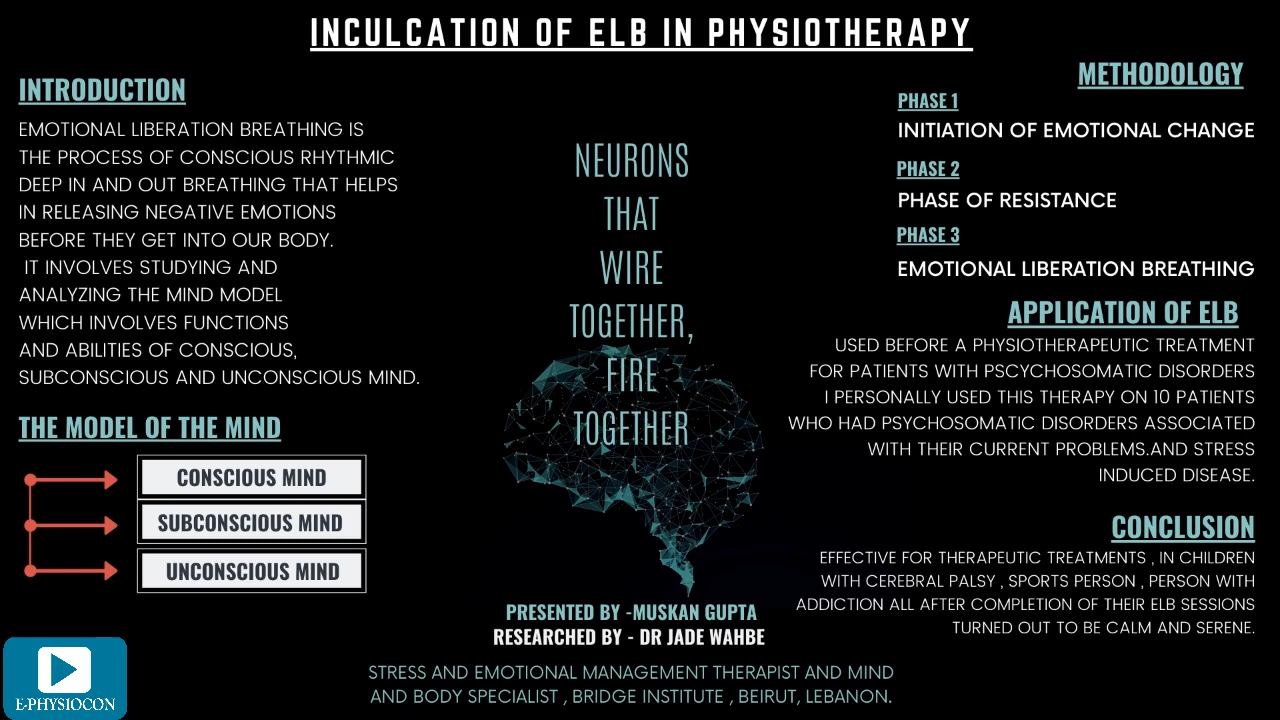 INCULCATION OF ELB IN PHYSIOTHERAPY
INTRODUCTION
EMOTIONAL LIBERATION BREATHING IS
THE PROCESS OF CONSCIOUS RHYTHMIC
DEEP IN AND OUT BREATHING THAT HELPS
IN RELEASING NEGATIVE EMOTIONS
BEFORE THEY GET INTO OUR BODY.
IT INVOLVES STUDYING AND
ANALYZING THE MIND MODEL
WHICH INVOLVES FUNCTIONS
AND ABILITIES OF CONSCIOUS,
SUBCONSCIOUS AND UNCONSCIOUS MIND.
THE MODEL OF THE MIND
CONSCIOUS MIND
SUBCONSCIOUS MIND
UNCONSCIOUS MIND
E-PHYSIOCON
NEURONS
THAT
WIRE
TOGETHER,
FIRE
TOGETHER
PRESENTED BY -MUSKAN GUPTA
RESEARCHED BY - DR JADE WAHBE
STRESS AND EMOTIONAL MANAGEMENT THERAPIST AND MIND
AND BODY SPECIALIST , BRIDGE INSTITUTE , BEIRUT, LEBANON.
METHODOLOGY
PHASE 1
INITIATION OF EMOTIONAL CHANGE
PHASE 2
PHASE OF RESISTANCE
PHASE 3
EMOTIONAL LIBERATION BREATHING
APPLICATION OF ELB
USED BEFORE A PHYSIOTHERAPEUTIC TREATMENT
FOR PATIENTS WITH PSCYCHOSOMATIC DISORDERS
I PERSONALLY USED THIS THERAPY ON 10 PATIENTS
WHO HAD PSYCHOSOMATIC DISORDERS ASSOCIATED
WITH THEIR CURRENT PROBLEMS.AND STRESS
INDUCED DISEASE.
CONCLUSION
EFFECTIVE FOR THERAPEUTIC TREATMENTS , IN CHILDREN
WITH CEREBRAL PALSY , SPORTS PERSON , PERSON WITH
ADDICTION ALL AFTER COMPLETION OF THEIR ELB SESSIONS
TURNED OUT TO BE CALM AND SERENE.